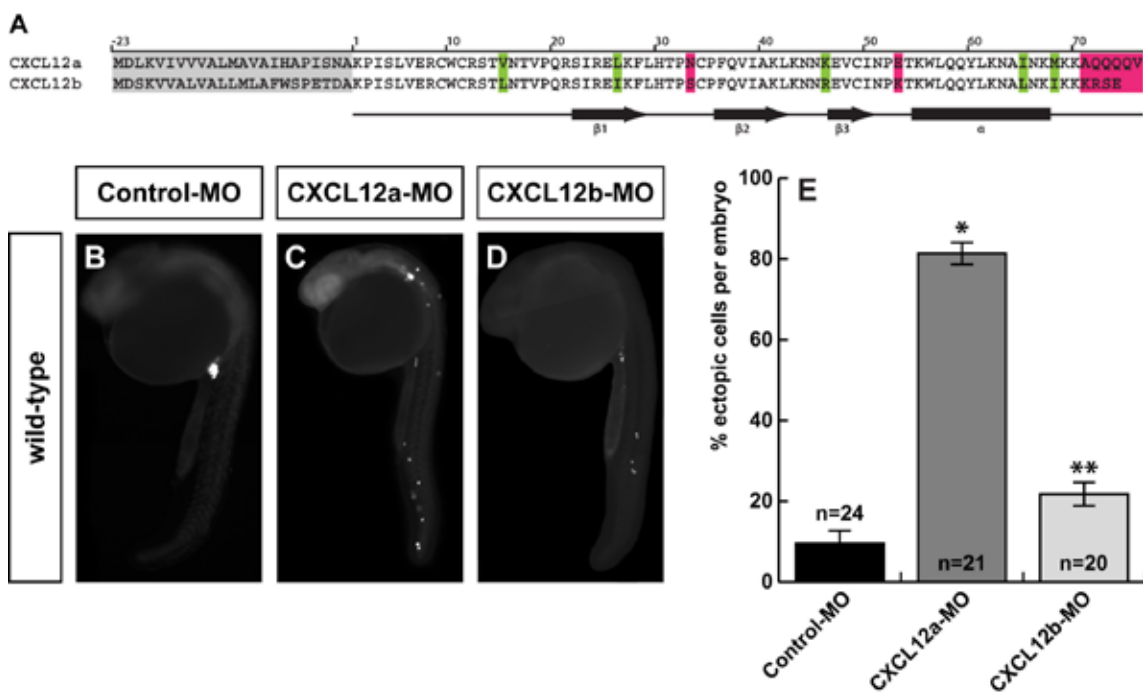 A
-23 1 10 20 30 40 50 60 70
CXCL12a MDLKVIVVVALMAVAIHAPISNAKPISLVERCWCRSTVNTVPQRSIRELKFLHTPNCPFQVIAKLKNNKEVCINPETKWLQQYLKNAINKMKKAQQQQV
CXCL12b MDSKVVALVALLMLAFWSPETDAKPISLVERCWCRSTLNTVPQRSIREIKFLHTPSCPFQVIAKLKNNREVCINPKTKWLQQYLKNALNKIKKKRSE
β1 β2 β3 α
Control-MO CXCL12a-MO CXCL12b-MO
wild-type
B C D
E
% ectopic cells per embryo
100
80
60
40
20
0
*
**
n=24
n=21
n=20
Control-MO
CXCL12a-MO
CXCL12b-MO